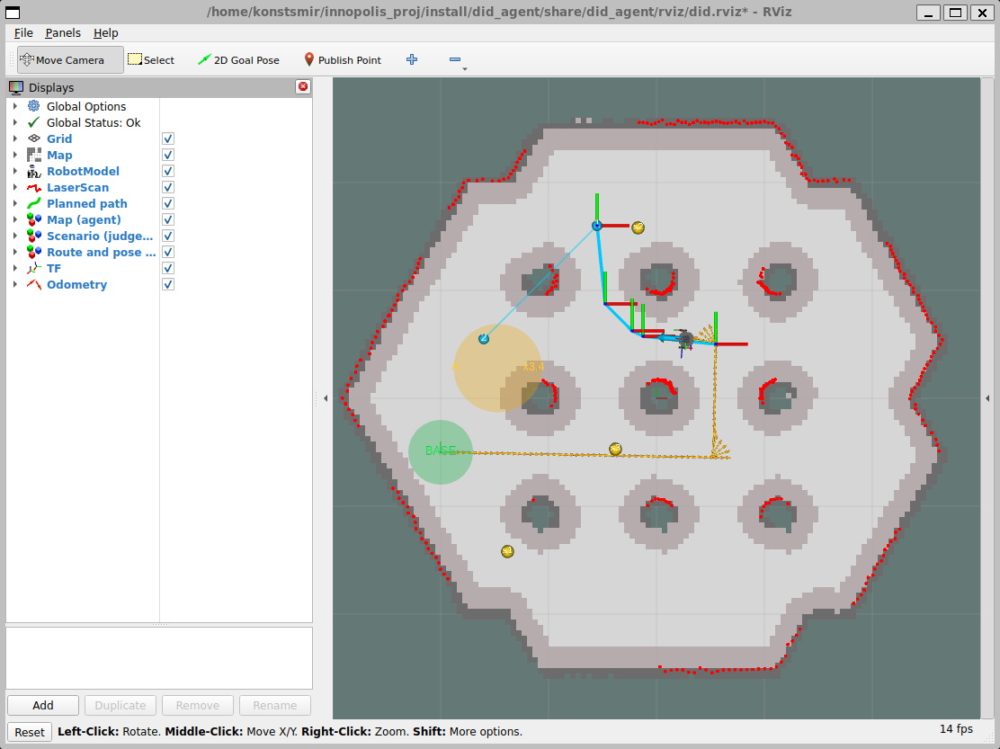 /home/konstsmir/innopolis_proj/install/did_agent/share/did_agent/rviz/did.rviz* - RViz
File Panels Help
Move Camera Select 2D Goal Pose Publish Point
Displays
Global Options
Global Status: Ok
Grid
Map
RobotModel
LaserScan
Planned path
Map (agent)
Scenario (judge...
Route and pose ...
TF
Odometry
2
x3,4
BASE
Add Duplicate Remove Rename
Reset Left-Click: Rotate. Middle-Click: Move X/Y. Right-Click: Zoom. Shift: More options. 14 fps